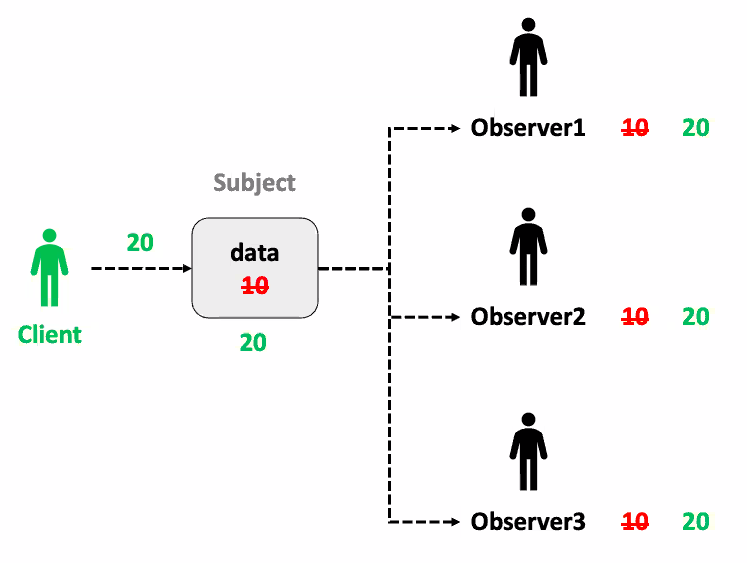 Observer1 10 20
Subject
20
data
10
Client
20
Observer2 10 20
Observer3 10 20